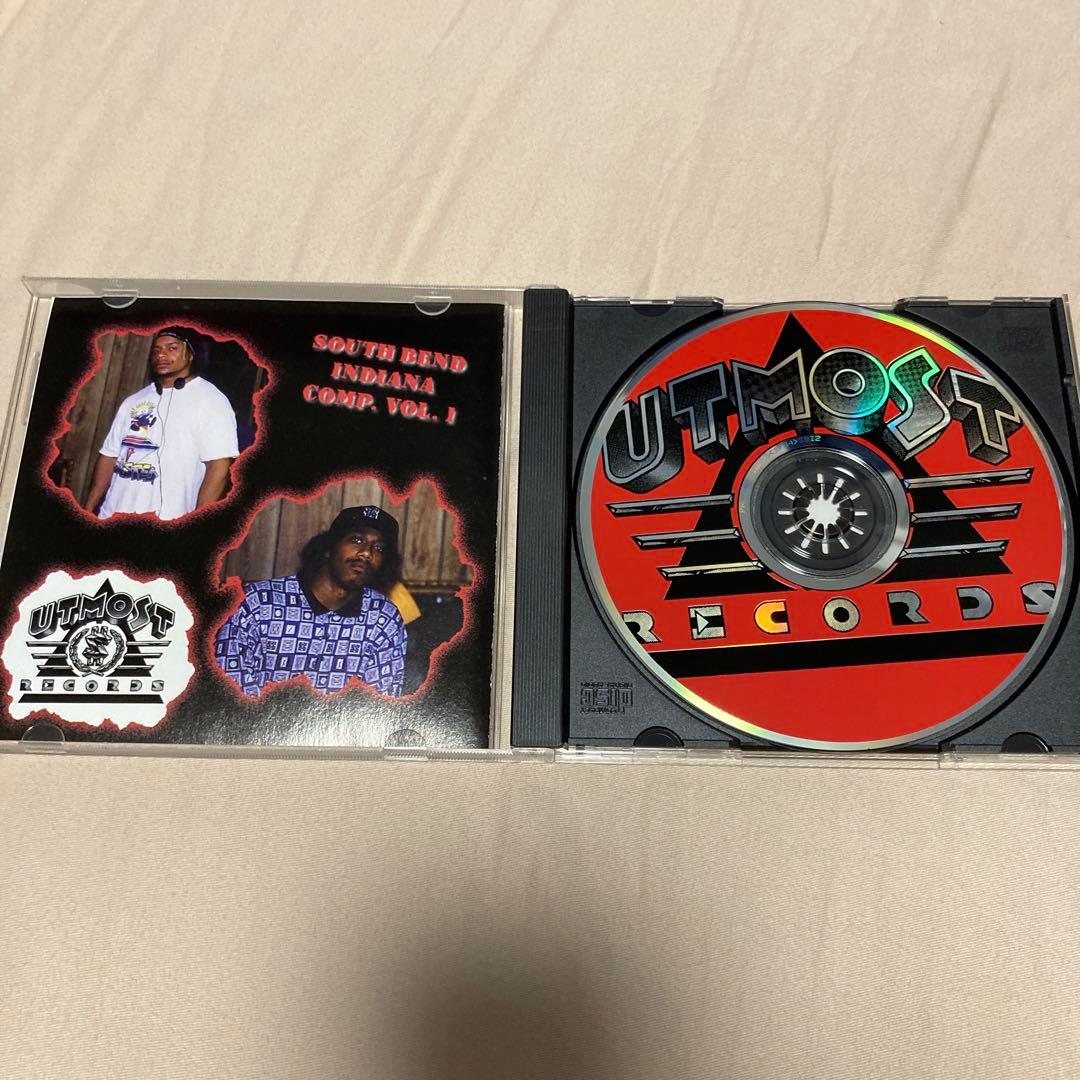 SOUTH BEND
INDIANA
COMP. VOL. 1
UTMOST
RECORDS
UTMOST
RECORDS